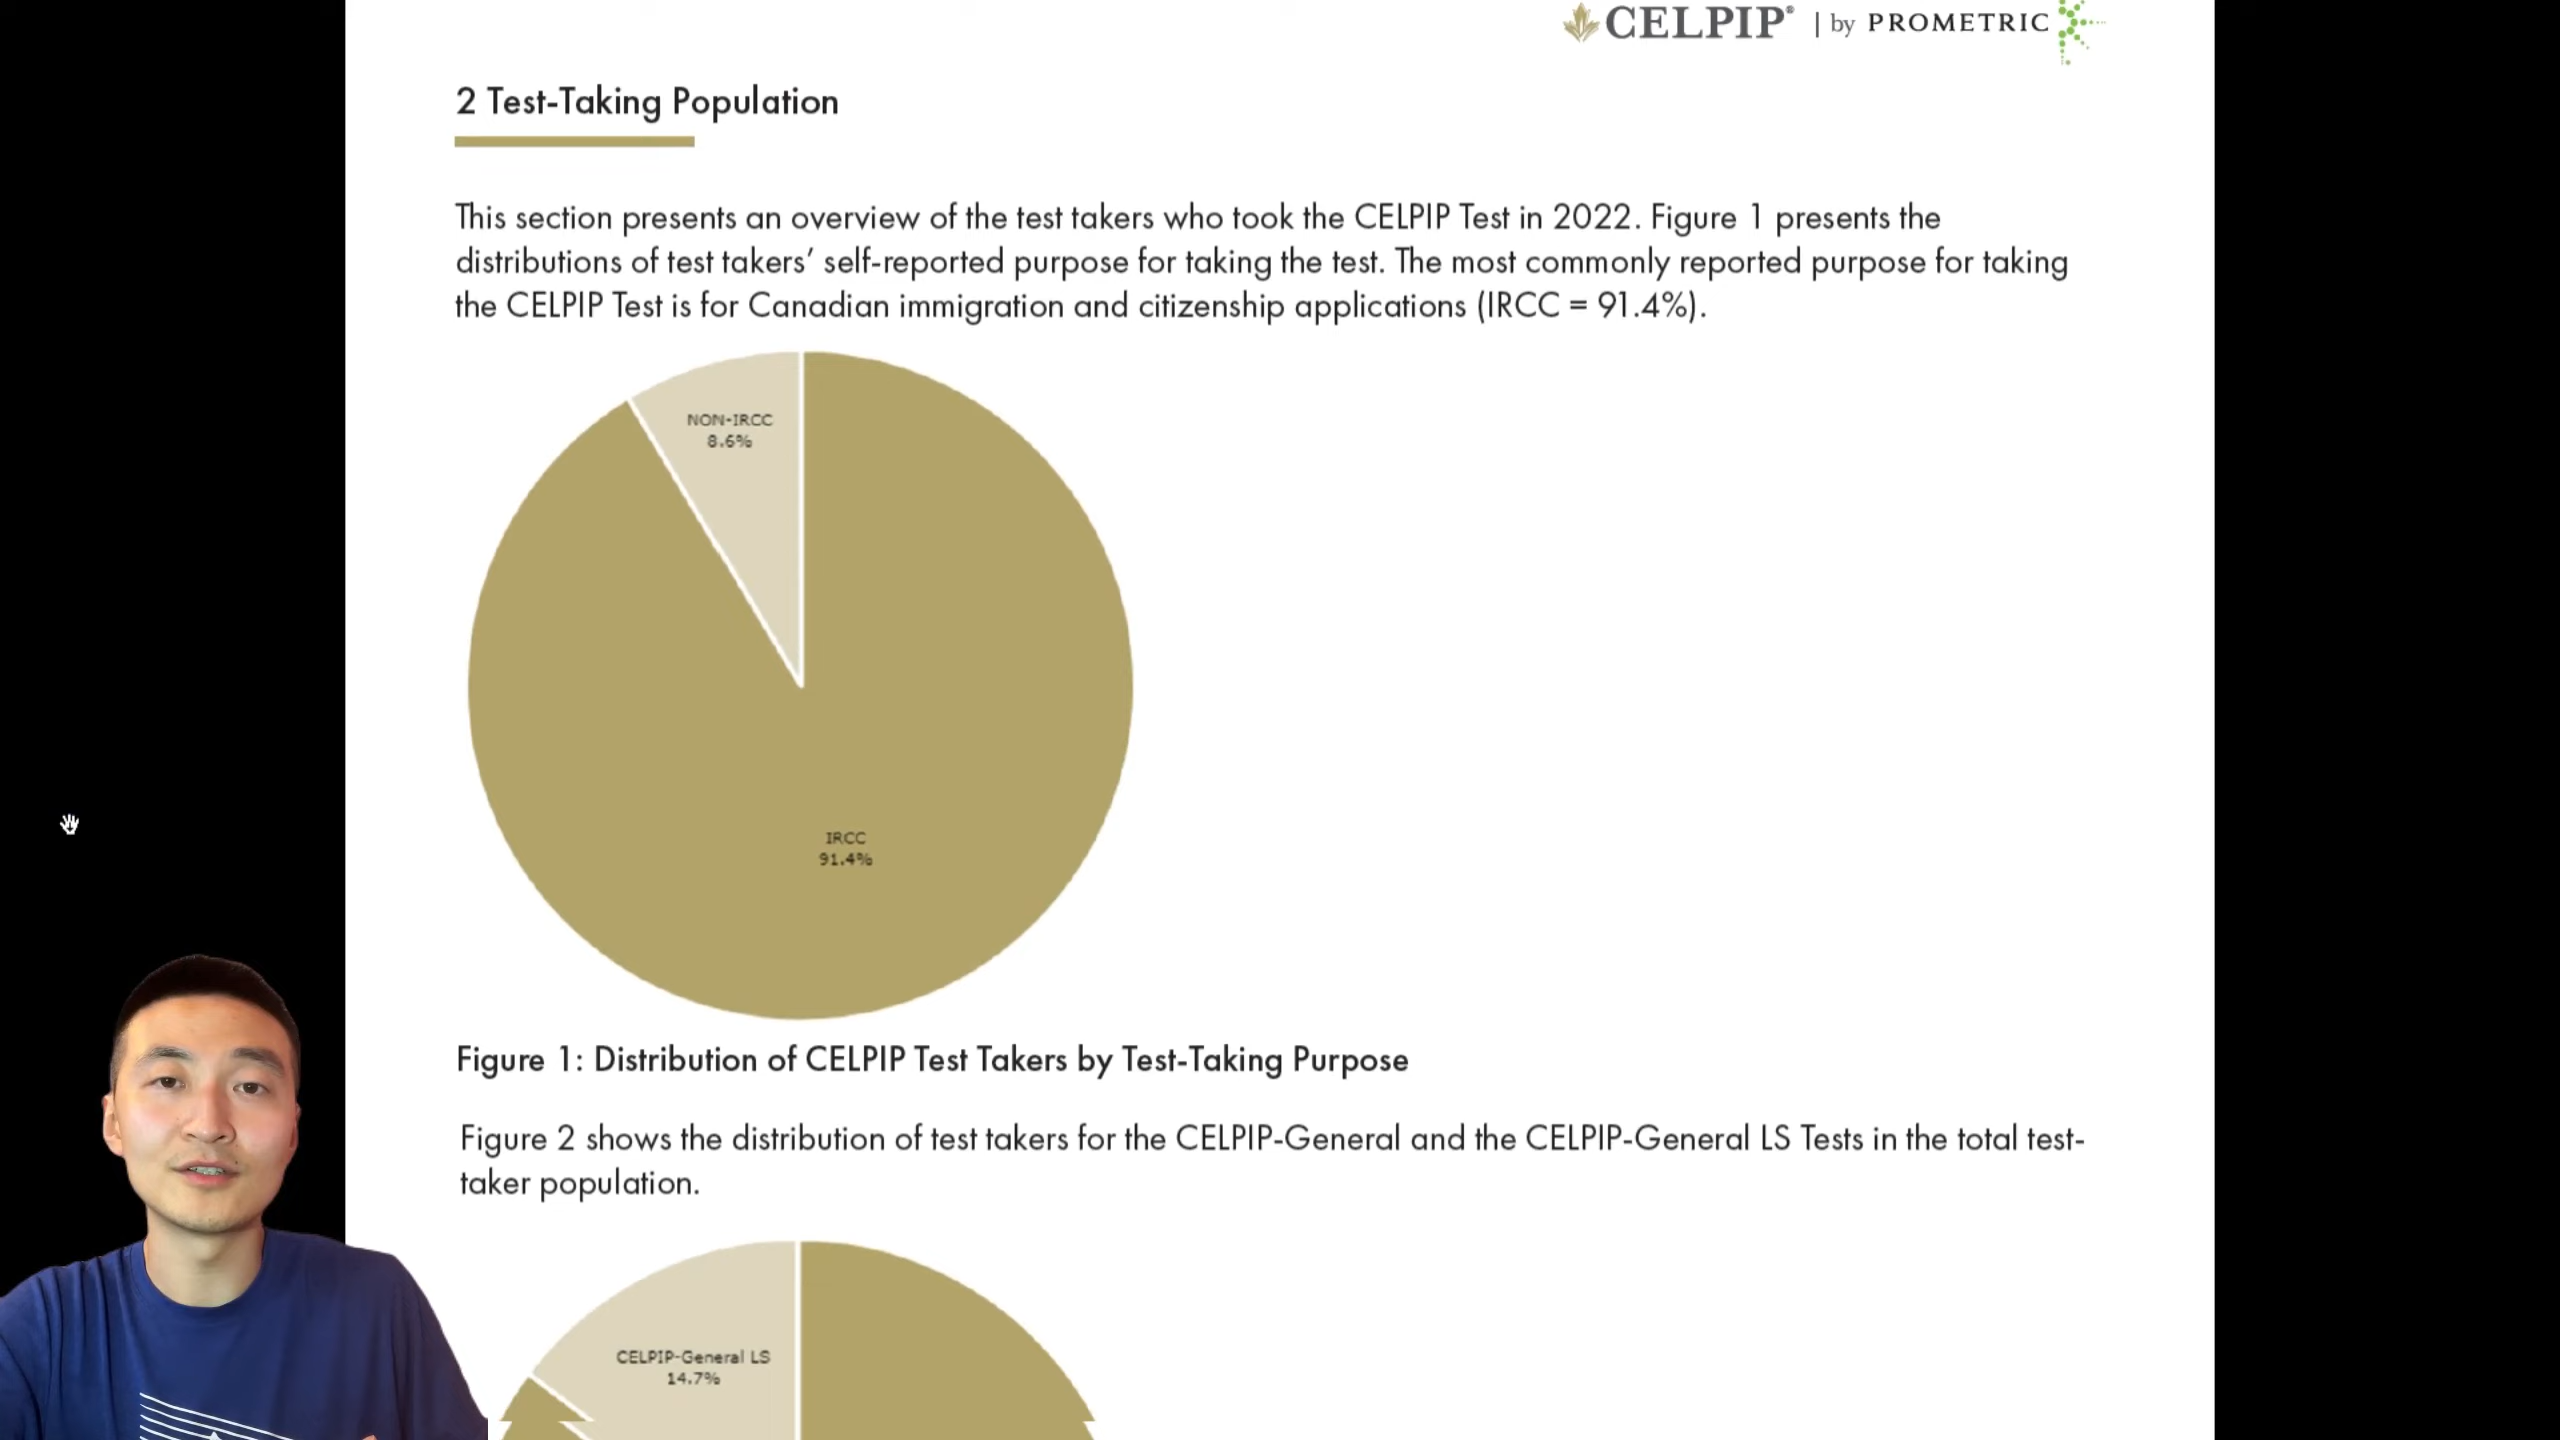 CELPIP® | by PROMETRIC
2 Test-Taking Population
This section presents an overview of the test takers who took the CELPIP Test in 2022. Figure 1 presents the
distributions of test takers’ self-reported purpose for taking the test. The most commonly reported purpose for taking
the CELPIP Test is for Canadian immigration and citizenship applications (IRCC = 91.4%).
NON-IRCC
8.6%
IRCC
91.4%
Figure 1: Distribution of CELPIP Test Takers by Test-Taking Purpose
Figure 2 shows the distribution of test takers for the CELPIP-General and the CELPIP-General LS Tests in the total test-
taker population.
CELPIP-General LS
14.7%